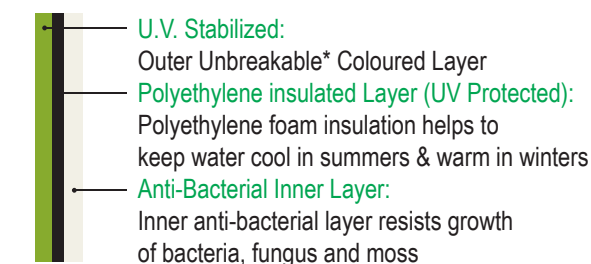 U.V. Stabilized:
Outer Unbreakable* Coloured Layer
Polyethylene insulated Layer (UV Protected):
Polyethylene foam insulation helps to
keep water cool in summers & warm in winters
Anti-Bacterial Inner Layer:
Inner anti-bacterial layer resists growth
of bacteria, fungus and moss